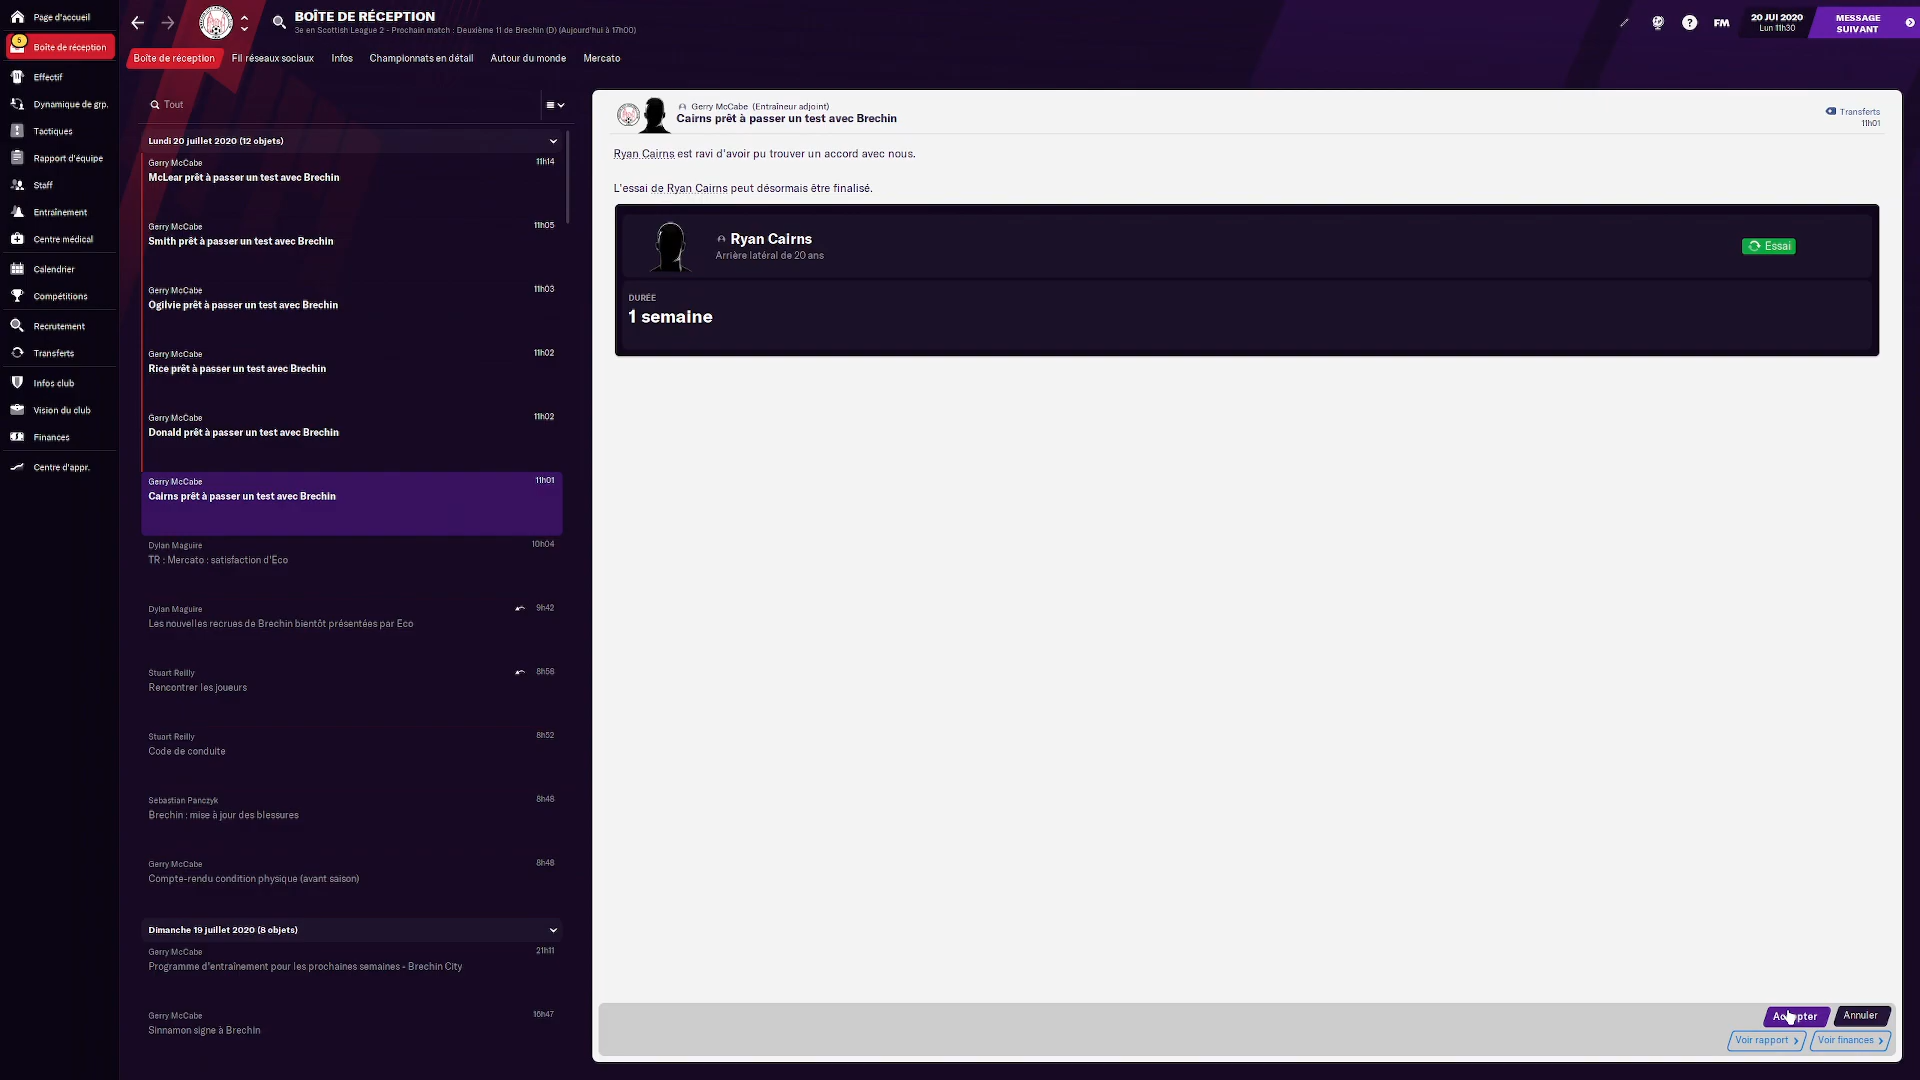 Page d'accueil
5
Boîte de réception
Effectif
Dynamique de grp.
Tactiques
Rapport d'équipe
Staff
Entraînement
Centre médical
Calendrier
Compétitions
Recrutement
Transferts
Infos club
Vision du club
Finances
Centre d'appr.
BOÎTE DE RÉCEPTION
3e en Scottish League 2 - Prochain match : Deuxième 11 de Brechin (D) (Aujourd'hui à 17h00)
FM
20 JUI 2020
Lun 11h30
MESSAGE
SUIVANT
Boîte de réception
Fil réseaux sociaux
Infos
Championnats en détail
Autour du monde
Mercato
Tout
Lundi 20 juillet 2020 (12 objets)
Gerry McCabe 11h14
McLear prêt à passer un test avec Brechin
Gerry McCabe 11h05
Smith prêt à passer un test avec Brechin
Gerry McCabe 11h03
Ogilvie prêt à passer un test avec Brechin
Gerry McCabe 11h02
Rice prêt à passer un test avec Brechin
Gerry McCabe 11h02
Donald prêt à passer un test avec Brechin
Gerry McCabe 11h01
Cairns prêt à passer un test avec Brechin
Dylan Maguire 10h04
TR : Mercato : satisfaction d'Eco
Dylan Maguire 9h42
Les nouvelles recrues de Brechin bientôt présentées par Eco
Stuart Reilly 8h58
Rencontrer les joueurs
Stuart Reilly 8h52
Code de conduite
Sebastian Panczyk 8h48
Brechin : mise à jour des blessures
Gerry McCabe 8h48
Compte-rendu condition physique (avant saison)
Dimanche 19 juillet 2020 (8 objets)
Gerry McCabe 21h11
Programme d'entraînement pour les prochaines semaines - Brechin City
Gerry McCabe 16h47
Sinnamon signe à Brechin
Gerry McCabe (Entraîneur adjoint)
Cairns prêt à passer un test avec Brechin
Transferts
11h01
Ryan Cairns est ravi d'avoir pu trouver un accord avec nous.
L'essai de Ryan Cairns peut désormais être finalisé.
Ryan Cairns
Arrière latéral de 20 ans
Essai
DURÉE
1 semaine
Annuler
Voir rapport
Voir finances